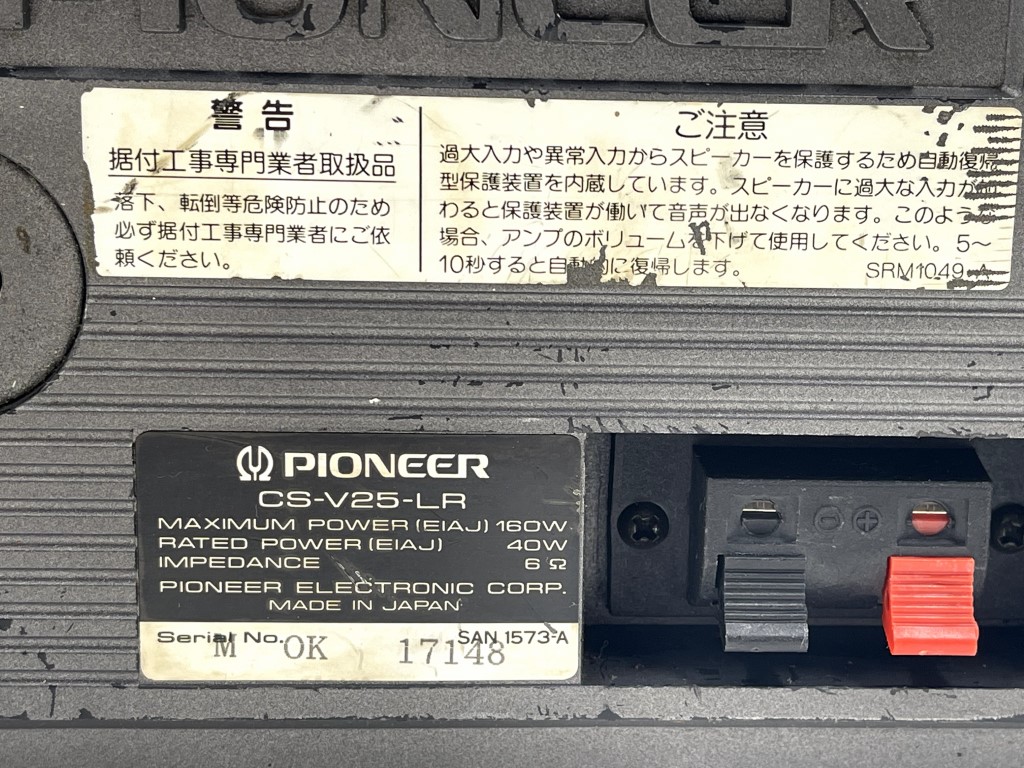 PIONEER
警告
据付工事専門業者取扱品
落下、転倒等危険防止のため
必ず据付工事専門業者にご依
頼ください。
ご注意
過大入力や異常入力からスピーカーを保護するため自動復帰
型保護装置を内蔵しています。スピーカーに過大な入力が加
わると保護装置が働いて音声が出なくなります。このような
場合、アンプのボリュームを下げて使用してください。5〜
10秒すると自動的に復帰します。
SRM1049-A
PIONEER
CS-V25-LR
MAXIMUM POWER (EIAJ) 160W
RATED POWER (EIAJ) 40W
IMPEDANCE 6 Ω
PIONEER ELECTRONIC CORP.
MADE IN JAPAN
Serial No. SAN 1573-A
M OK 17148
⊖ ⊕